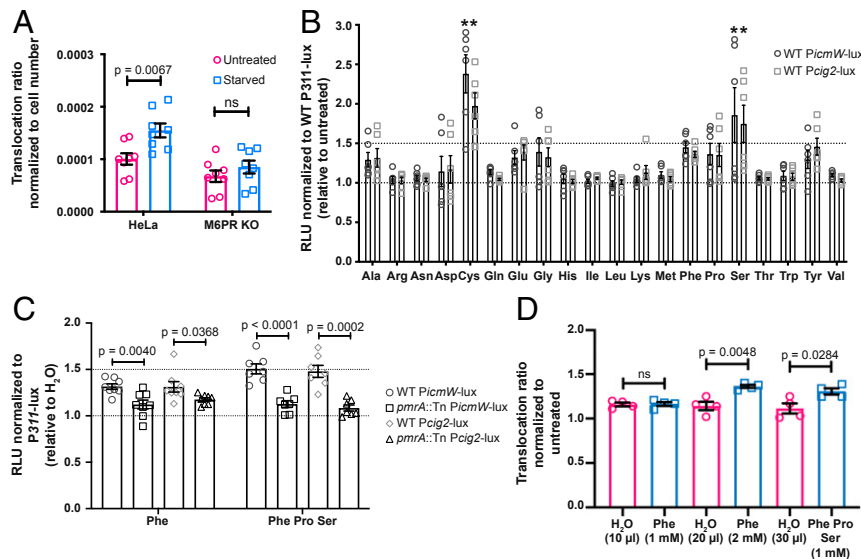 A
Translocation ratio
normalized to cell number
0.0003
0.0002
0.0001
0.0000
Untreated
Starved
p = 0.0067
ns
HeLa
M6PR KO
B
RLU normalized to WT P311-lux
(relative to untreated)
3.0
2.5
2.0
1.5
1.0
** **
WT PicmW-lux
WT Pcig2-lux
Ala Arg Asn Asp Cys Gln Glu Gly His Ile Leu Lys Met Phe Pro Ser Thr Trp Tyr Val
C
RLU normalized to
P311-lux
(relative to H2O)
2.0
1.5
1.0
0.5
0.0
p = 0.0040
p = 0.0368
p < 0.0001
p = 0.0002
WT PicmW-lux
pmrA::Tn PicmW-lux
WT Pcig2-lux
pmrA::Tn Pcig2-lux
Phe
Phe Pro Ser
D
Translocation ratio
normalized to
untreated
2.0
1.5
1.0
0.5
0.0
ns
p = 0.0048
p = 0.0284
H2O
(10 µl)
Phe
(1 mM)
H2O
(20 µl)
Phe
(2 mM)
H2O
(30 µl)
Phe Pro
Ser
(1 mM)